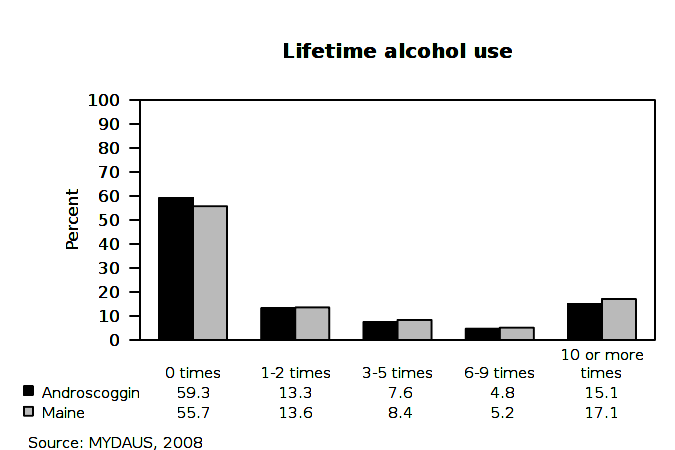 Lifetime alcohol use
100
90
80
70
60
50
40
30
20
10
0
Percent
0 times 1-2 times 3-5 times 6-9 times 10 or more times
Androscoggin 59.3 13.3 7.6 4.8 15.1
Maine 55.7 13.6 8.4 5.2 17.1
Source: MYDAUS, 2008